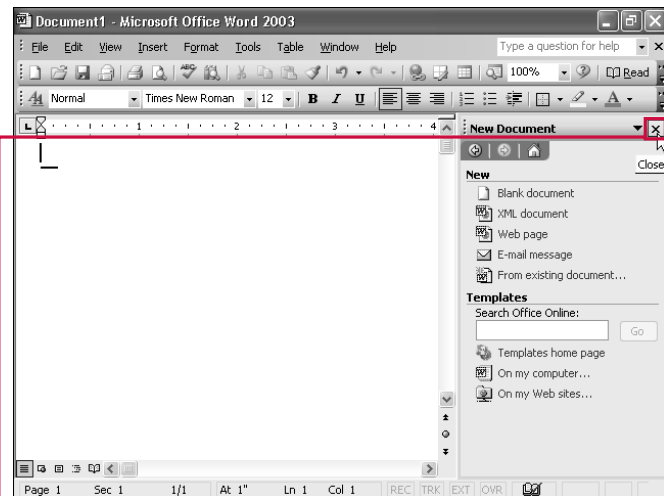 Document1 - Microsoft Office Word 2003
File Edit View Insert Format Tools Table Window Help Type a question for help
100% Read
Normal Times New Roman 12 B I U
1 2 3 4
New Document
Close
New
Blank document
XML document
Web page
E-mail message
From existing document...
Templates
Search Office Online:
Go
Templates home page
On my computer...
On my Web sites...
Page 1 Sec 1 1/1 At 1" Ln 1 Col 1 REC TRK EXT OVR